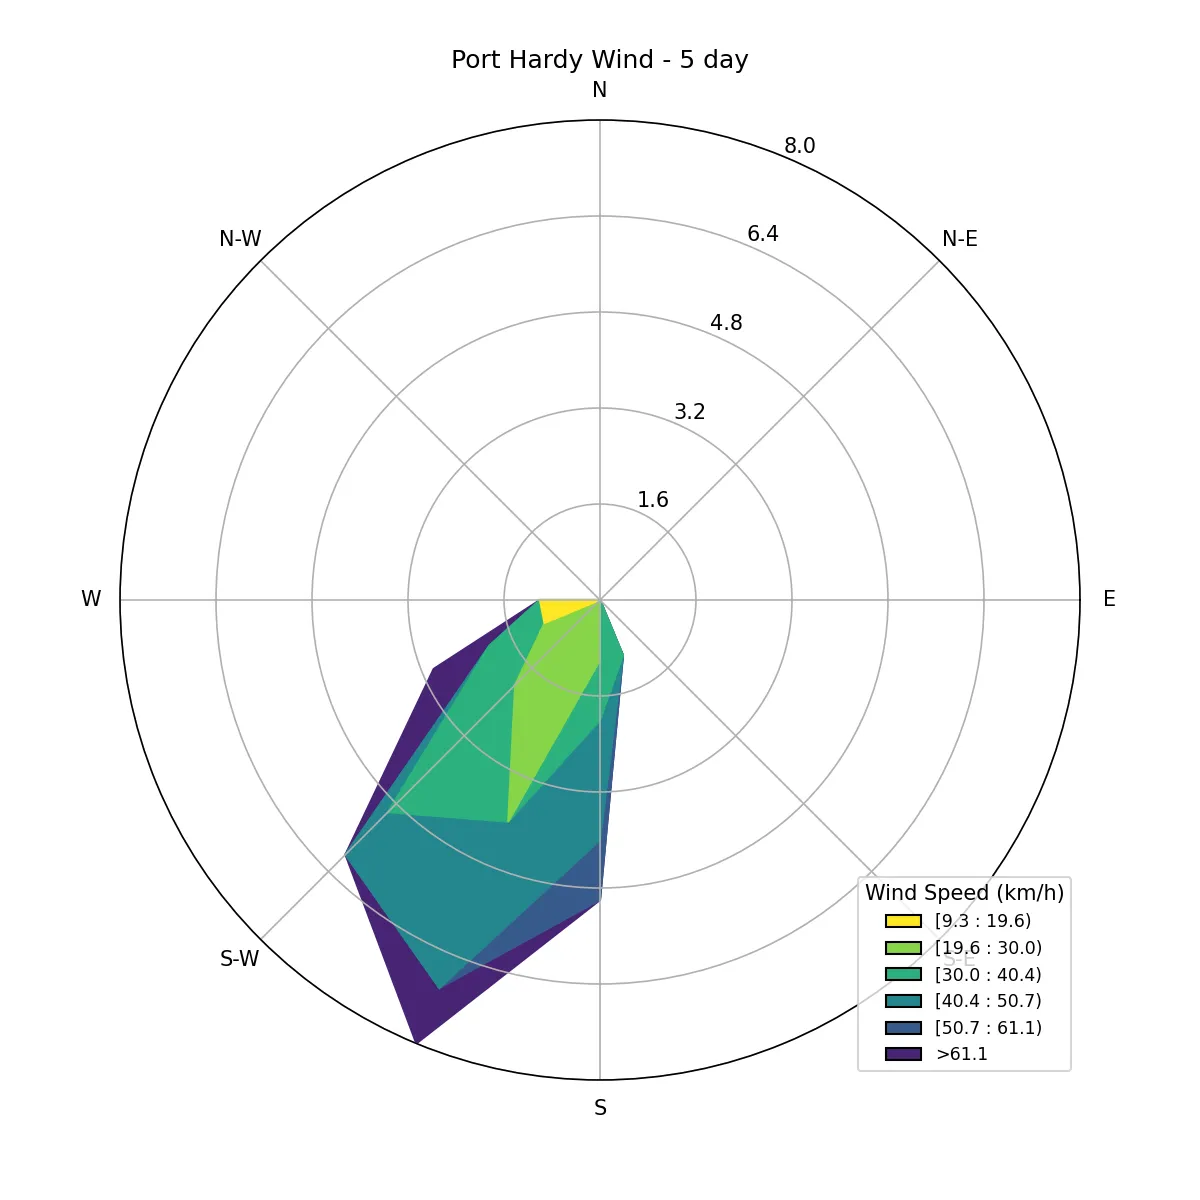 Port Hardy Wind - 5 day
N
8.0
N-W
6.4
N-E
4.8
3.2
1.6
W
E
Wind Speed (km/h)
[9.3 : 19.6)
[19.6 : 30.0)
S-W
S-E
[30.0 : 40.4)
[40.4 : 50.7)
[50.7 : 61.1)
>61.1
S